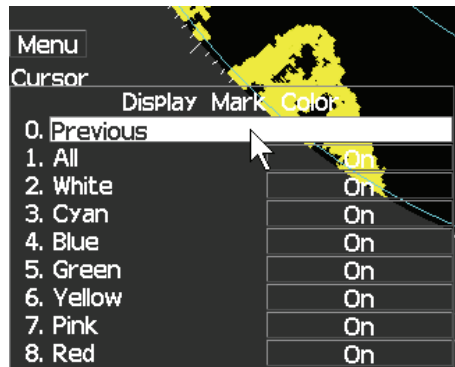 Menu
Cursor
Display Mark Color
0. Previous
1. All On
2. White On
3. Cyan On
4. Blue On
5. Green On
6. Yellow On
7. Pink On
8. Red On